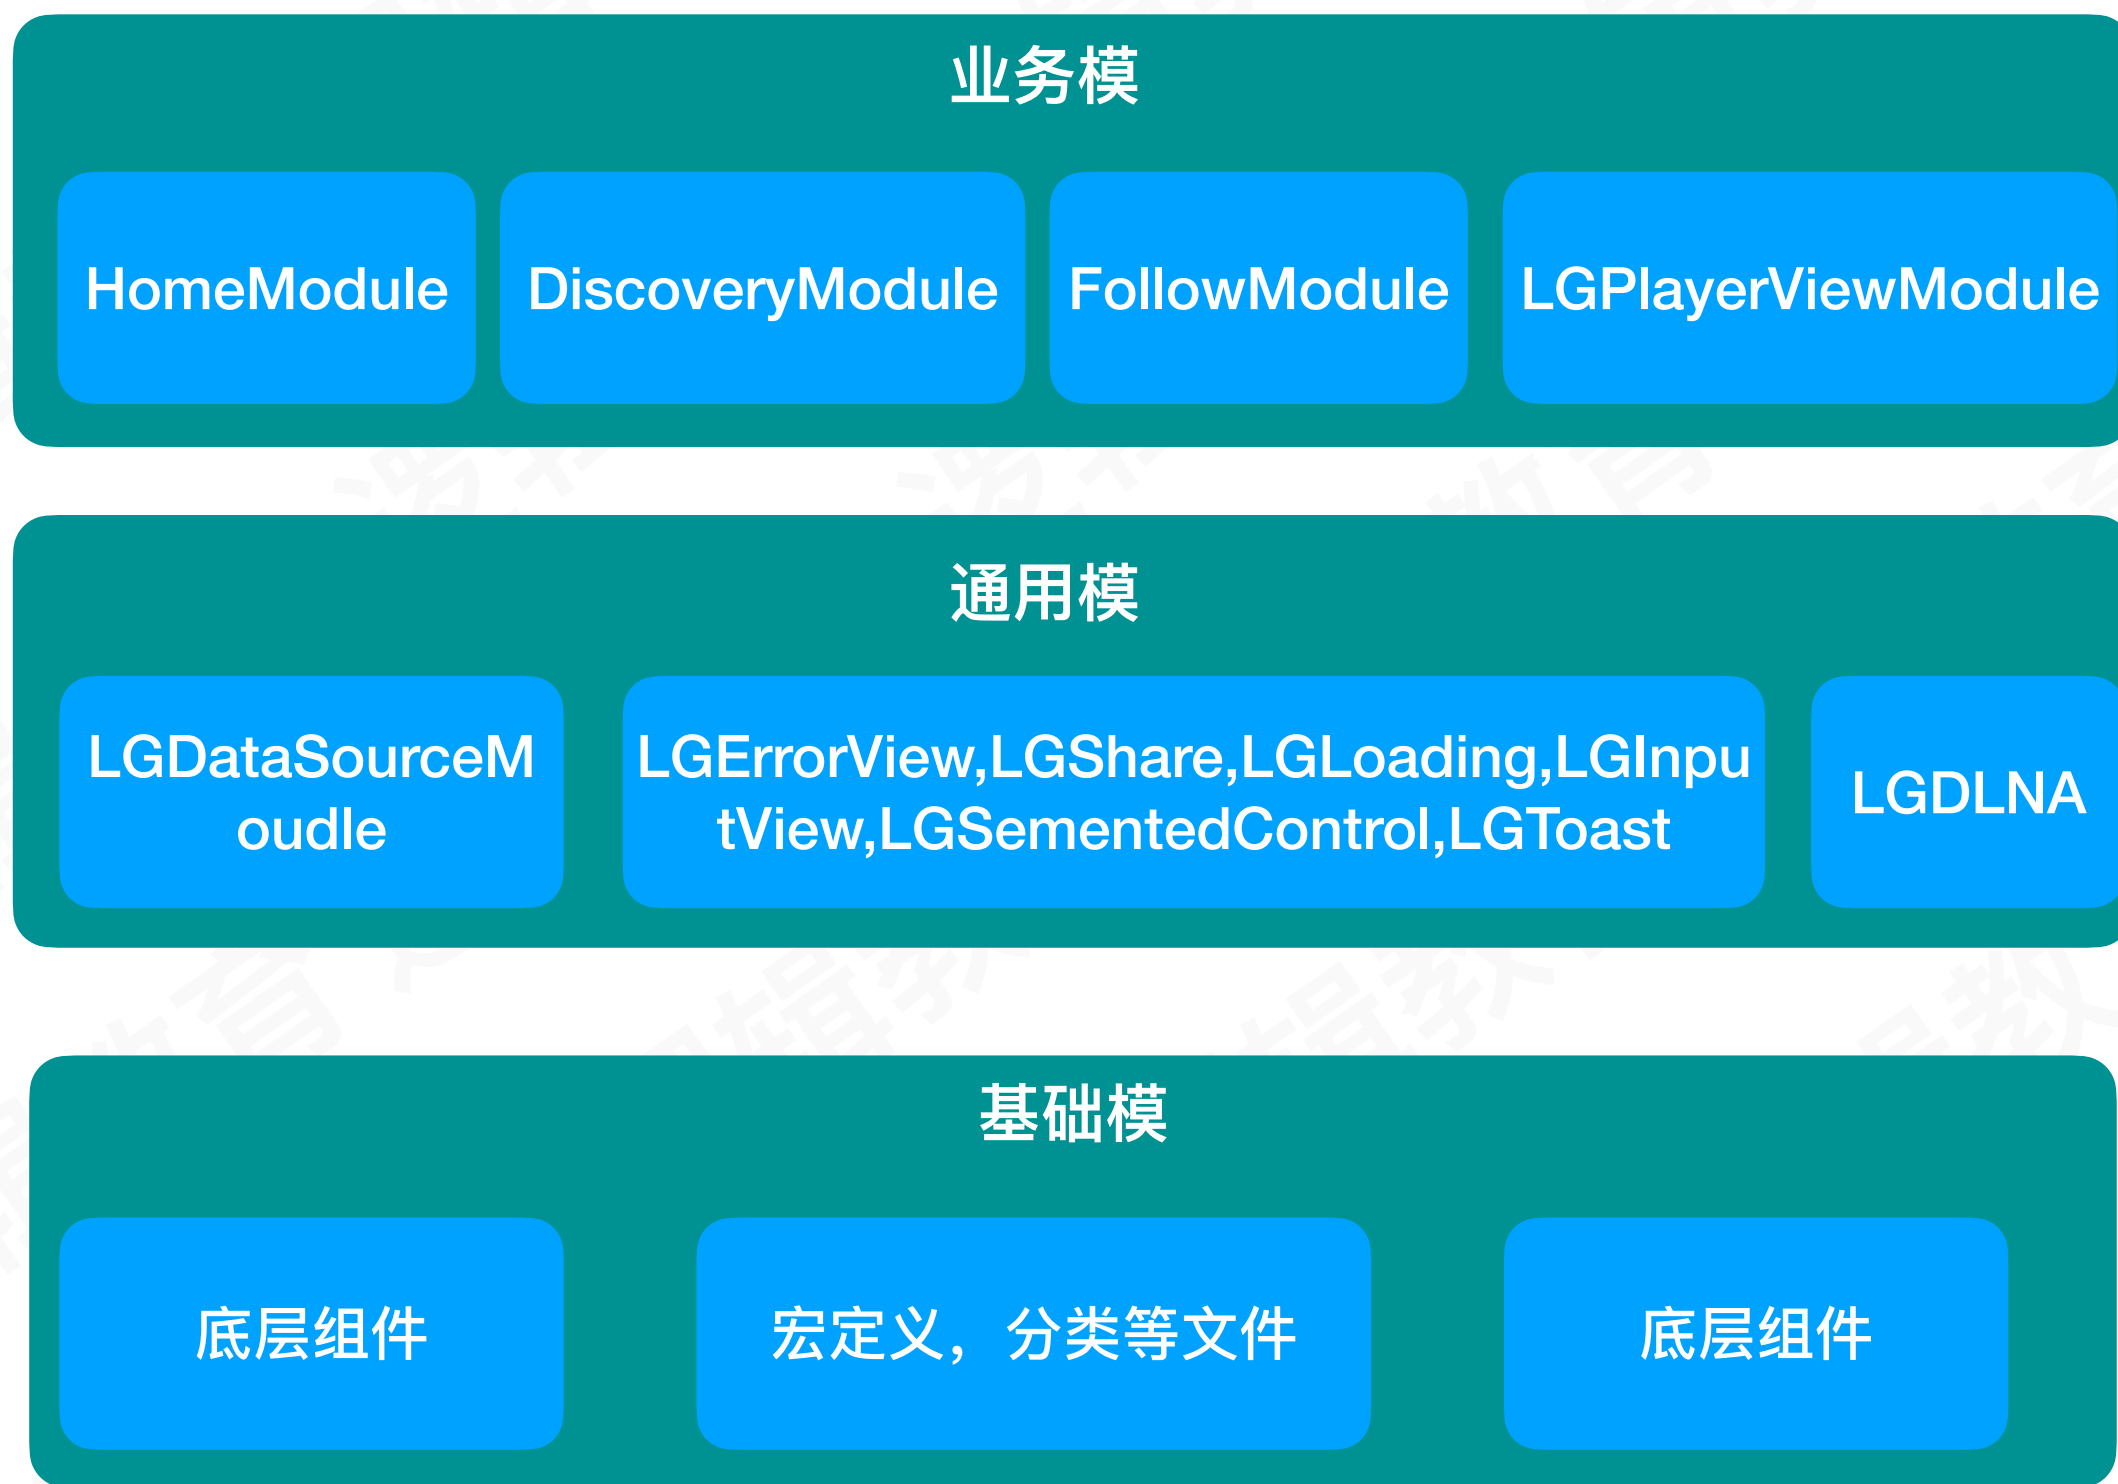 业务模
HomeModule
DiscoveryModule
FollowModule
LGPlayerViewModule
通用模
LGDataSourceM
oudle
LGErrorView,LGShare,LGLoading,LGInpu
tView,LGSementedControl,LGToast
LGDLNA
基础模
底层组件
宏定义，分类等文件
底层组件